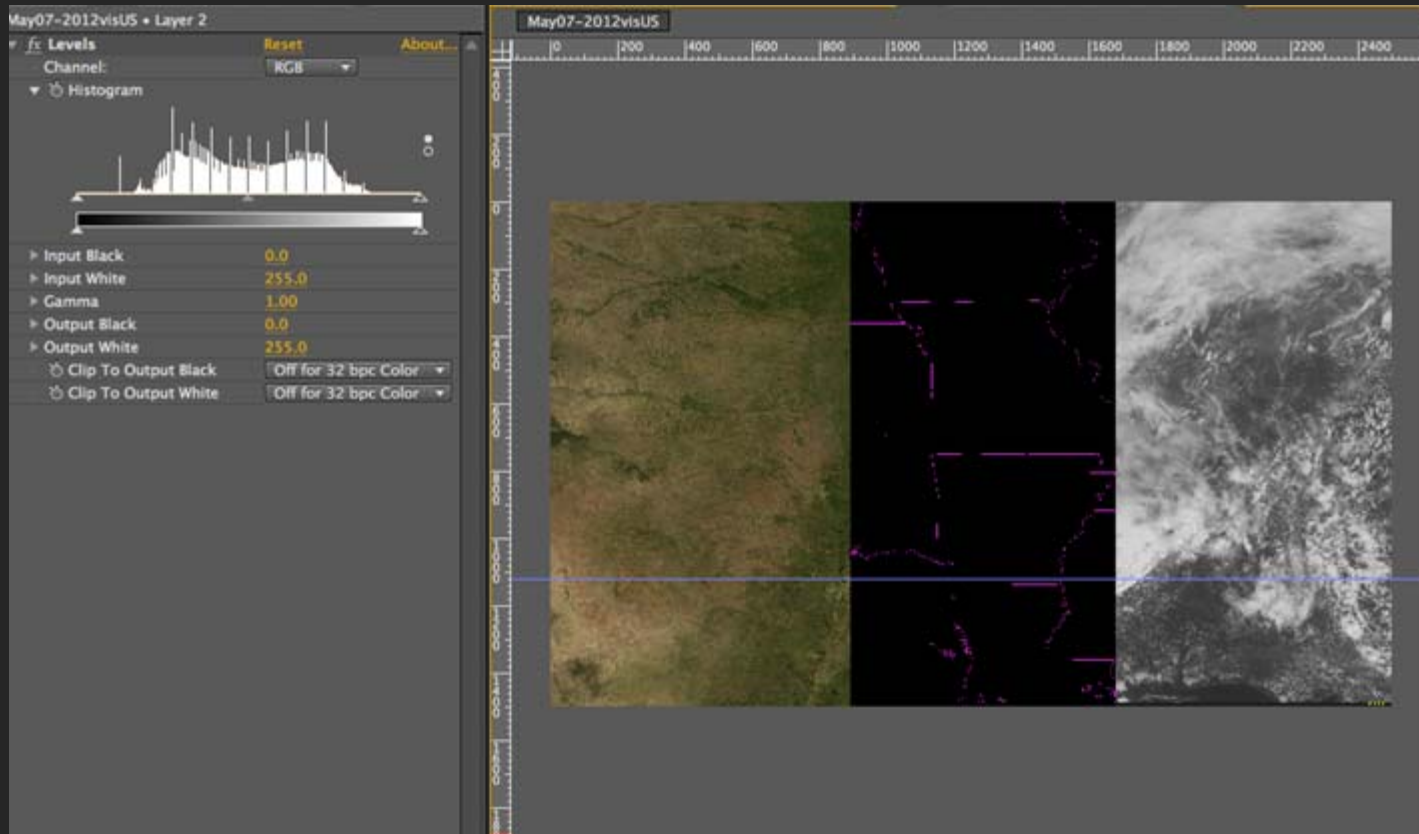 May07-2012visUS • Layer 2
fx Levels Reset About...
Channel: RGB
Histogram
Input Black 0.0
Input White 255.0
Gamma 1.00
Output Black 0.0
Output White 255.0
Clip To Output Black Off for 32 bpc Color
Clip To Output White Off for 32 bpc Color
May07-2012visUS
0 200 400 600 800 1000 1200 1400 1600 1800 2000 2200 2400